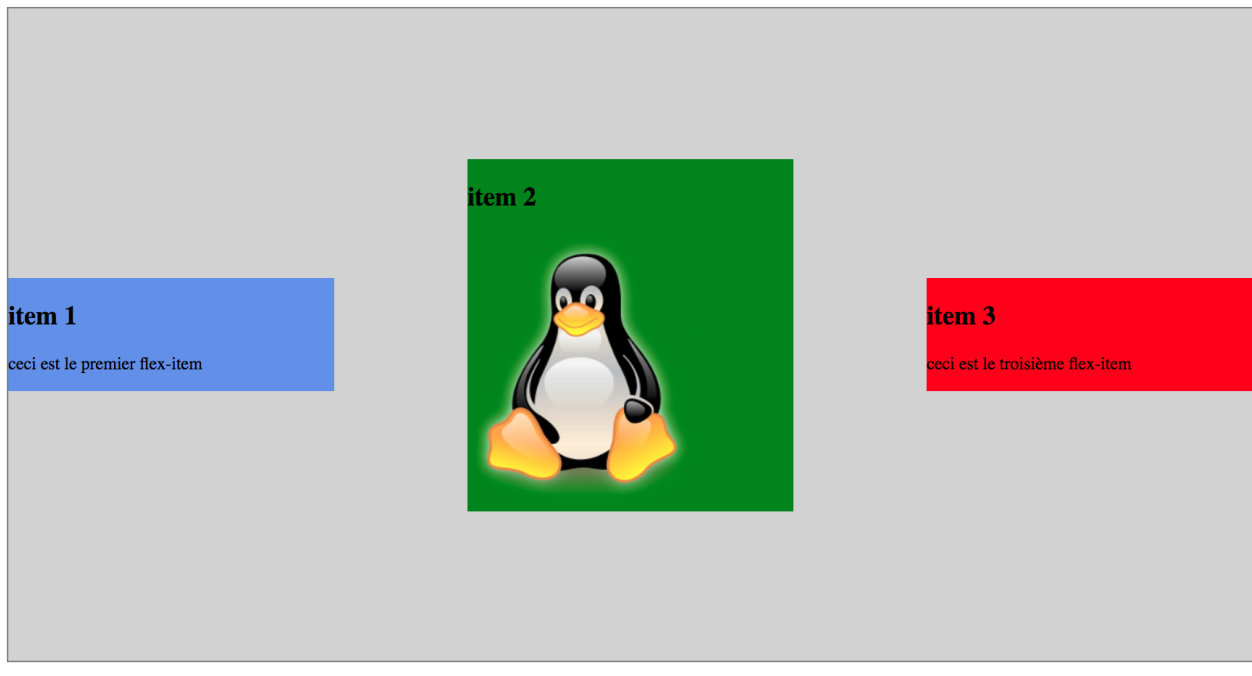 item 1
ceci est le premier flex-item
item 2
item 3
ceci est le troisième flex-item